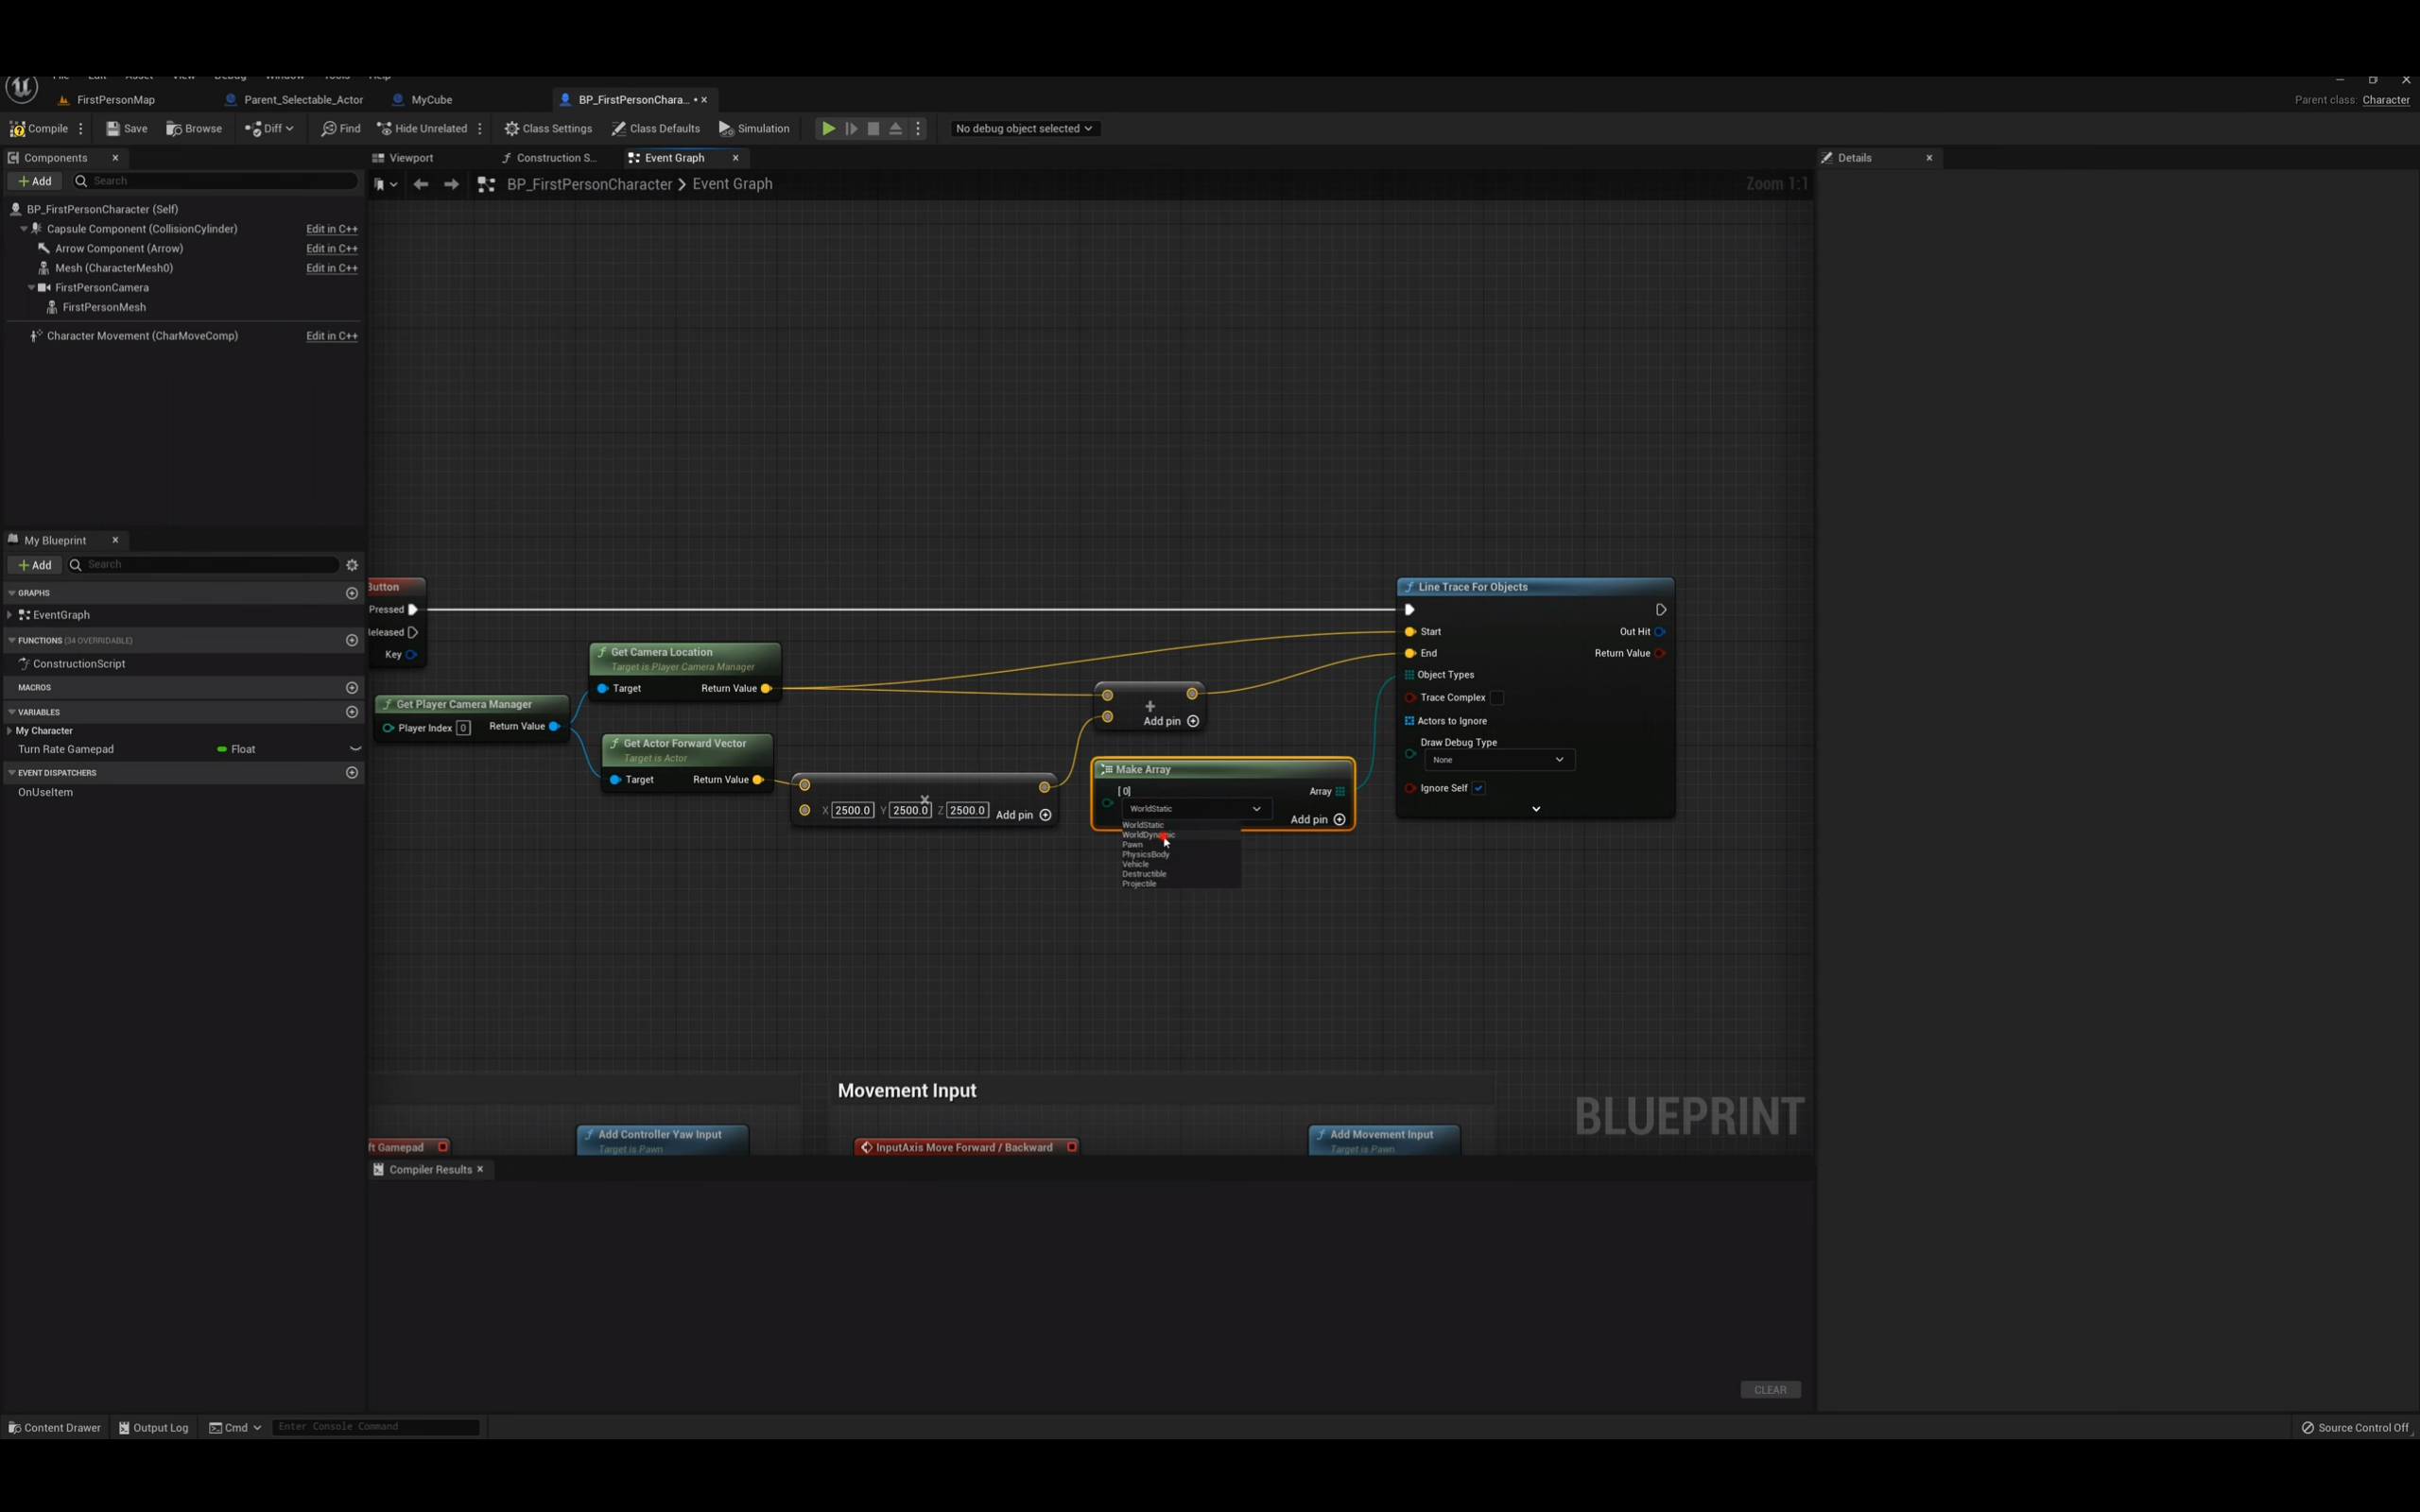 File Edit Asset View Debug Window Tools Help
FirstPersonMap Parent_Selectable_Actor MyCube BP_FirstPersonChara... •
Parent class: Character
Compile Save Browse Diff Find Hide Unrelated Class Settings Class Defaults Simulation No debug object selected
Components
Viewport Construction S... Event Graph
Details
Add Search
BP_FirstPersonCharacter > Event Graph
Zoom 1:1
BP_FirstPersonCharacter (Self)
Capsule Component (CollisionCylinder) Edit in C++
Arrow Component (Arrow) Edit in C++
Mesh (CharacterMesh0) Edit in C++
FirstPersonCamera
FirstPersonMesh
Character Movement (CharMoveComp) Edit in C++
My Blueprint
Add Search
GRAPHS
EventGraph
FUNCTIONS (34 OVERRIDABLE)
ConstructionScript
MACROS
VARIABLES
My Character
Turn Rate Gamepad Float
EVENT DISPATCHERS
OnUseItem
Button
Pressed
Released
Key
Get Player Camera Manager
Player Index 0 Return Value
Get Camera Location
Target is Player Camera Manager
Target Return Value
Get Actor Forward Vector
Target is Actor
Target Return Value
X 2500.0 Y 2500.0 Z 2500.0 Add pin
Add pin
Make Array
[0] Array
WorldStatic
Add pin
WorldStatic
WorldDynamic
Pawn
PhysicsBody
Vehicle
Destructible
Projectile
Line Trace For Objects
Start Out Hit
End Return Value
Object Types
Trace Complex
Actors to Ignore
Draw Debug Type
None
Ignore Self
Movement Input
BLUEPRINT
ft Gamepad
Add Controller Yaw Input
Target is Pawn
InputAxis Move Forward / Backward
Add Movement Input
Target is Pawn
Compiler Results
CLEAR
Content Drawer Output Log Cmd Enter Console Command
Source Control Off